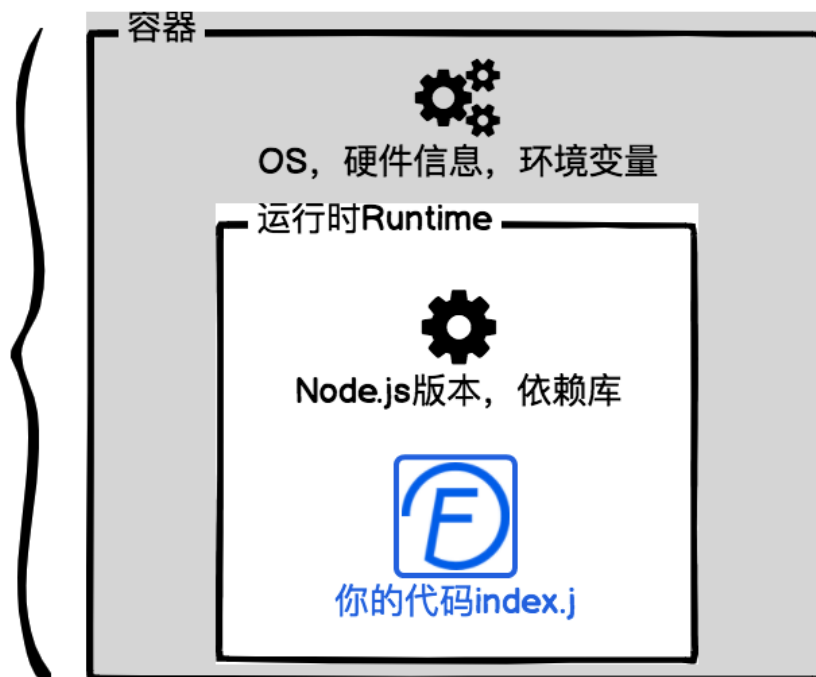 容器
OS，硬件信息，环境变量
运行时Runtime
Node.js版本，依赖库
F
你的代码index.j